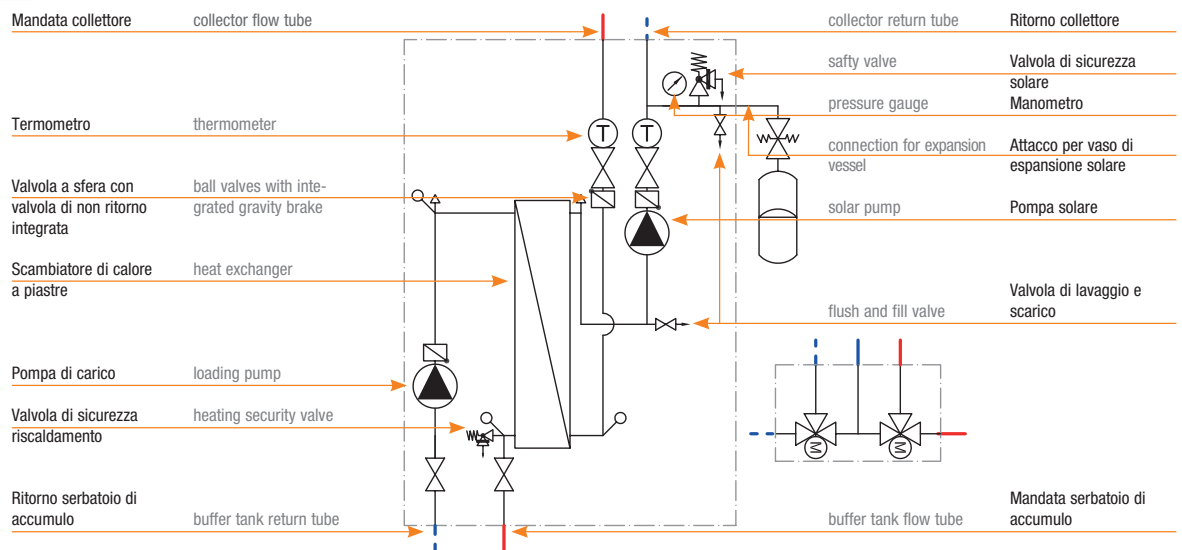 Mandata collettore collector flow tube
collector return tube Ritorno collettore
safty valve Valvola di sicurezza
solare
pressure gauge Manometro
Termometro thermometer
connection for expansion Attacco per vaso di
vessel espansione solare
Valvola a sfera con ball valves with inte-
valvola di non ritorno grated gravity brake
integrata
solar pump Pompa solare
Scambiatore di calore heat exchanger
a piastre
flush and fill valve Valvola di lavaggio e
scarico
Pompa di carico loading pump
Valvola di sicurezza heating security valve
riscaldamento
Ritorno serbatoio di
accumulo buffer tank return tube
buffer tank flow tube Mandata serbatoio di
accumulo
T T
M M